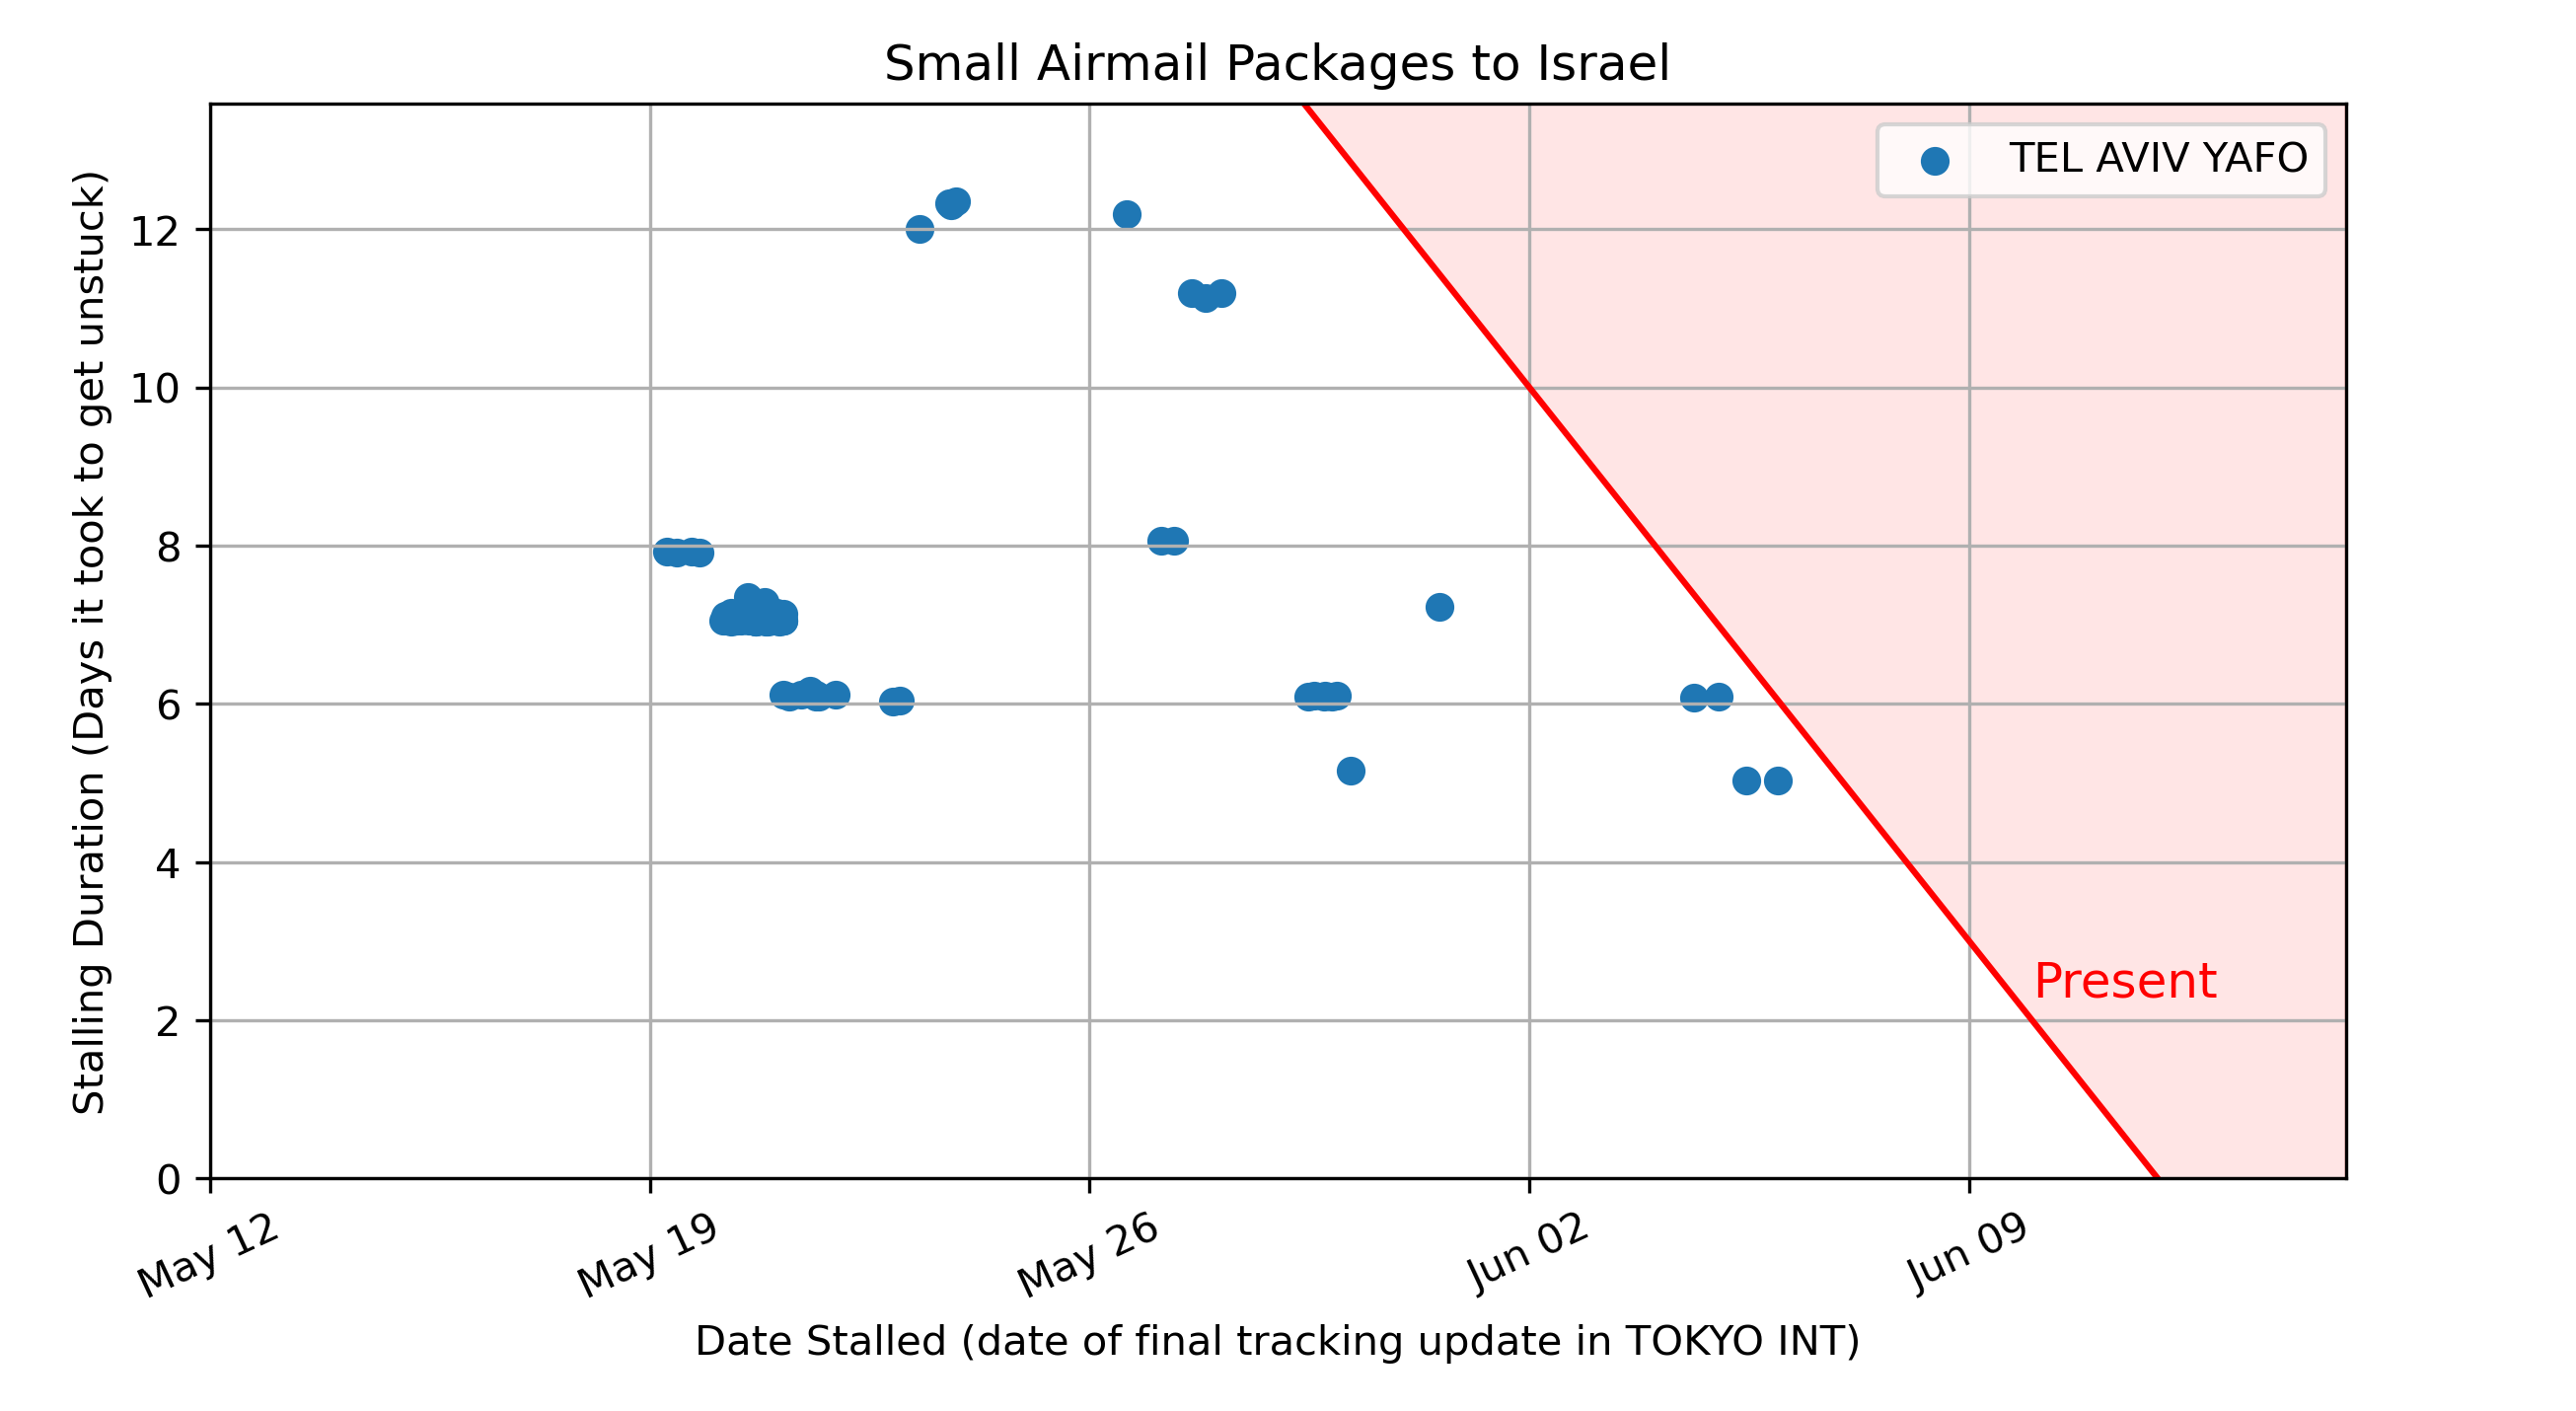 Small Airmail Packages to Israel
TEL AVIV YAFO
Stalling Duration (Days it took to get unstuck)
12
10
8
6
4
2
0
Present
May 12
May 19
May 26
Jun 02
Jun 09
Date Stalled (date of final tracking update in TOKYO INT)